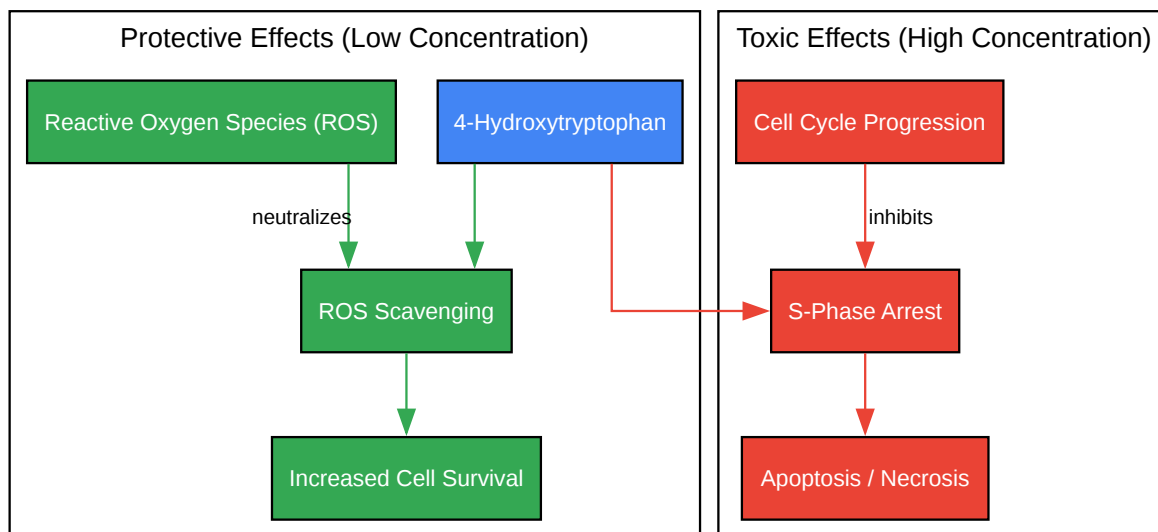 Protective Effects (Low Concentration)
Toxic Effects (High Concentration)
Reactive Oxygen Species (ROS)
4-Hydroxytryptophan
Cell Cycle Progression
neutralizes
inhibits
ROS Scavenging
S-Phase Arrest
Increased Cell Survival
Apoptosis / Necrosis